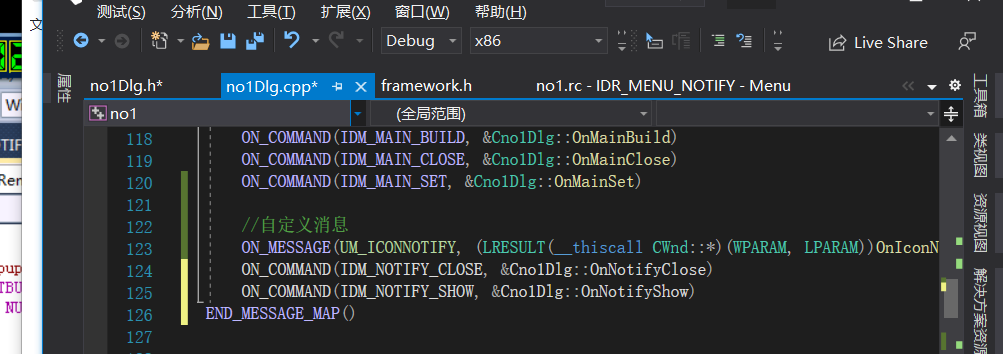 测试(S) 分析(N) 工具(T) 扩展(X) 窗口(W) 帮助(H)
文
Debug x86 Live Share
属性
no1Dlg.h* no1Dlg.cpp* framework.h no1.rc - IDR_MENU_NOTIFY - Menu
no1 (全局范围)
118 ON_COMMAND(IDM_MAIN_BUILD, &Cno1Dlg::OnMainBuild)
119 ON_COMMAND(IDM_MAIN_CLOSE, &Cno1Dlg::OnMainClose)
120 ON_COMMAND(IDM_MAIN_SET, &Cno1Dlg::OnMainSet)
121
122 //自定义消息
123 ON_MESSAGE(UM_ICONNOTIFY, (LRESULT(__thiscall CWnd::*)(WPARAM, LPARAM))OnIconN
124 ON_COMMAND(IDM_NOTIFY_CLOSE, &Cno1Dlg::OnNotifyClose)
125 ON_COMMAND(IDM_NOTIFY_SHOW, &Cno1Dlg::OnNotifyShow)
126 END_MESSAGE_MAP()
127
工具箱
类视图
资源视图
解决方案资源